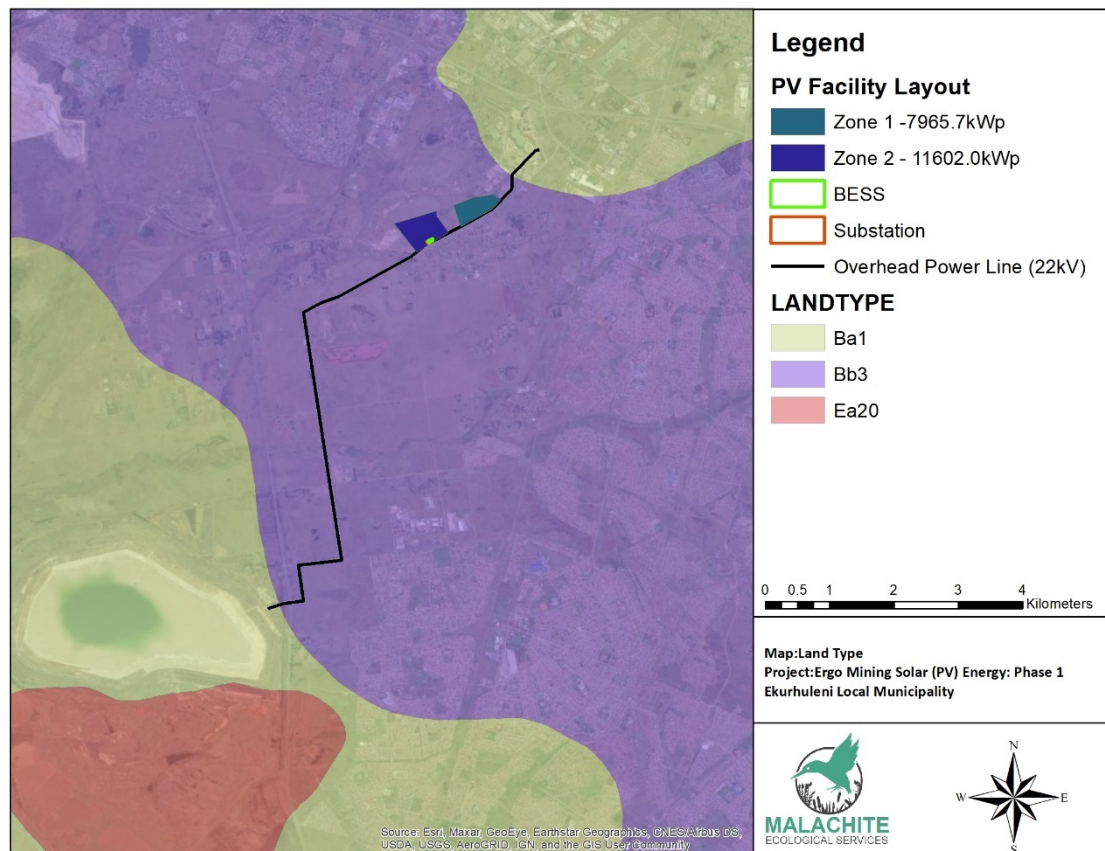 Legend
PV Facility Layout
Zone 1 -7965.7kWp
Zone 2 - 11602.0kWp
BESS
Substation
Overhead Power Line (22kV)
LANDTYPE
Ba1
Bb3
Ea20
0 0.5 1 2 3 4
Kilometers
Map:Land Type
Project:Ergo Mining Solar (PV) Energy: Phase 1
Ekurhuleni Local Municipality
MALACHITE
ECOLOGICAL SERVICES
N
W E
S
Source: Esri, Maxar, GeoEye, Earthstar Geographics, CNES/Airbus DS,
USDA, USGS, AeroGRID, IGN, and the GIS User Community